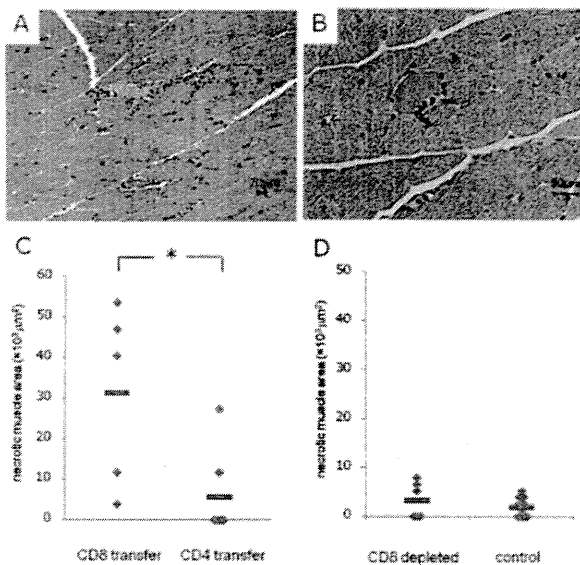 A
B
C
*
60
50
40
30
20
10
0
necrotic muscle area (×10³μm²)
CD8 transfer
CD4 transfer
D
50
40
30
20
10
0
necrotic muscle area (×10³μm²)
CD8 depleted
control